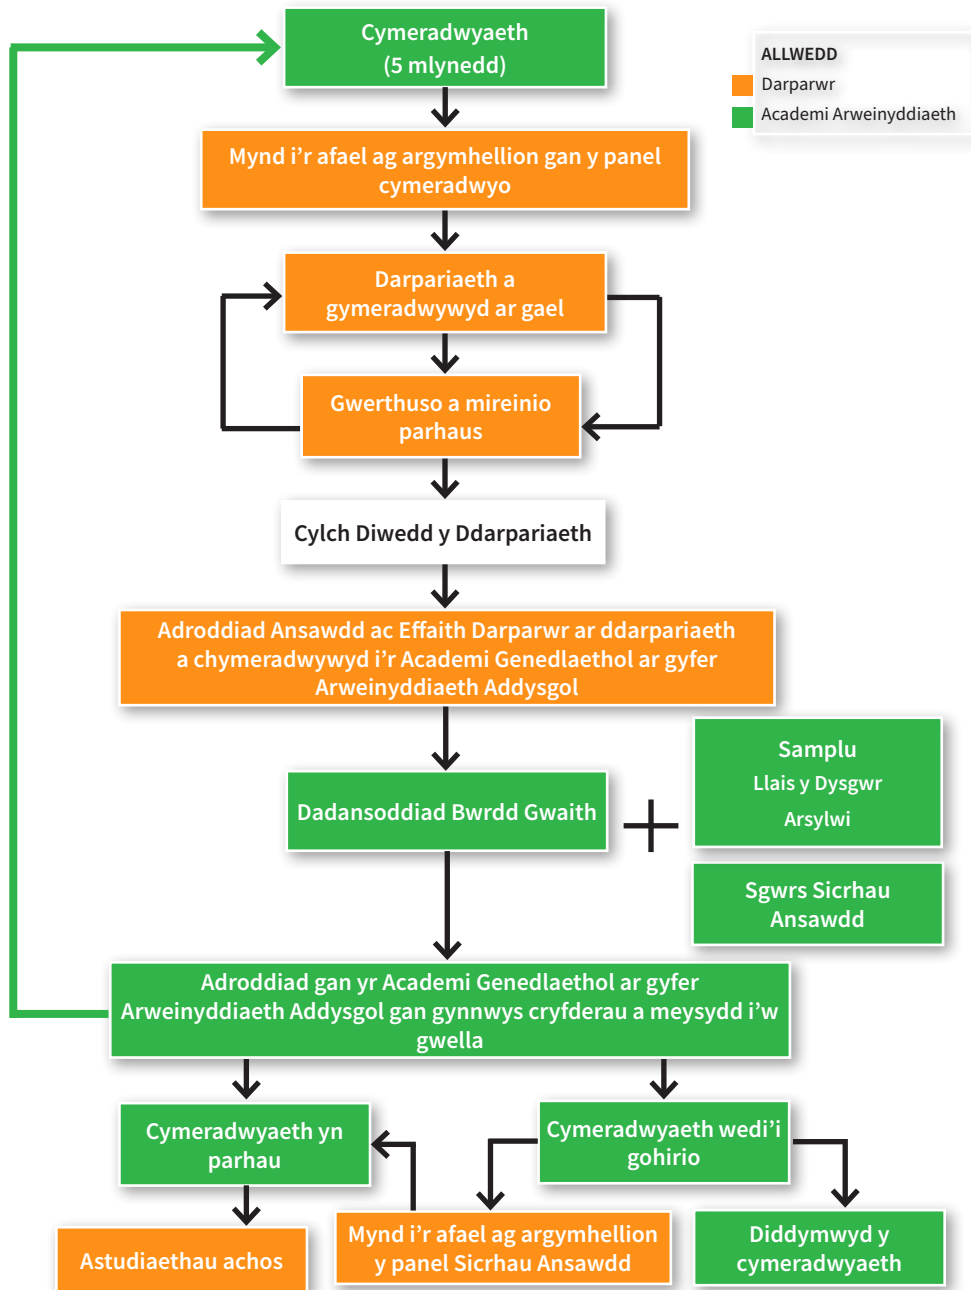 Cymeradwyaeth
(5 mlynedd)
ALLWEDD
Darparwr
Academi Arweinyddiaeth
Mynd i’r afael ag argymhellion gan y panel
cymeradwyo
Darpariaeth a
gymeradwywyd ar gael
Gwerthuso a mireinio
parhaus
Cylch Diwedd y Ddarpariaeth
Adroddiad Ansawdd ac Effaith Darparwr ar ddarpariaeth
a chymeradwywyd i’r Academi Genedlaethol ar gyfer
Arweinyddiaeth Addysgol
Dadansoddiad Bwrdd Gwaith
Samplu
Llais y Dysgwr
Arsylwi
Sgwrs Sicrhau
Ansawdd
Adroddiad gan yr Academi Genedlaethol ar gyfer
Arweinyddiaeth Addysgol gan gynnwys cryfderau a meysydd i’w
gwella
Cymeradwyaeth yn
parhau
Cymeradwyaeth wedi’i
gohirio
Astudiaethau achos
Mynd i’r afael ag argymhellion
y panel Sicrhau Ansawdd
Diddymwyd y
cymeradwyaeth